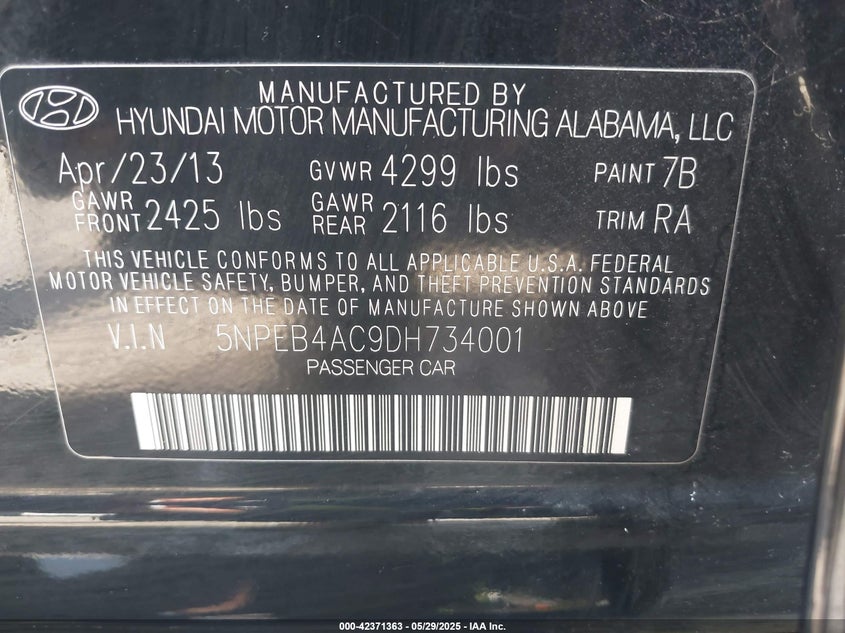 MANUFACTURED BY
HYUNDAI MOTOR MANUFACTURING ALABAMA, LLC
Apr/23/13 GVWR 4299 lbs PAINT 7B
GAWR FRONT 2425 lbs GAWR REAR 2116 lbs TRIM RA
THIS VEHICLE CONFORMS TO ALL APPLICABLE U.S.A. FEDERAL
MOTOR VEHICLE SAFETY, BUMPER, AND THEFT PREVENTION STANDARDS
IN EFFECT ON THE DATE OF MANUFACTURE SHOWN ABOVE
V.I.N 5NPEB4AC9DH734001
PASSENGER CAR
000-42371363 - 05/29/2025 - IAA Inc.